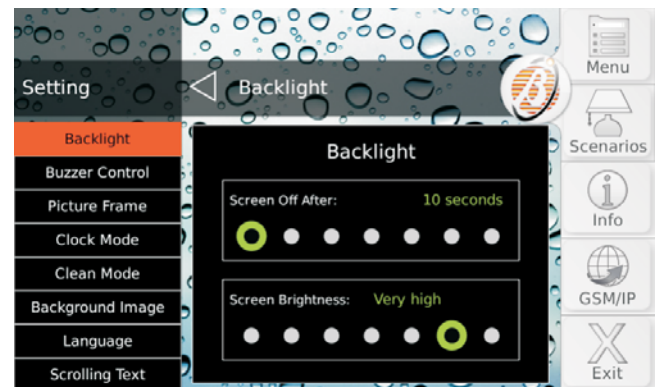 Setting
Backlight
Menu
Scenarios
Info
GSM/IP
Exit
Backlight
Buzzer Control
Picture Frame
Clock Mode
Clean Mode
Background Image
Language
Scrolling Text
Backlight
Screen Off After: 10 seconds
Screen Brightness: Very high
B
i